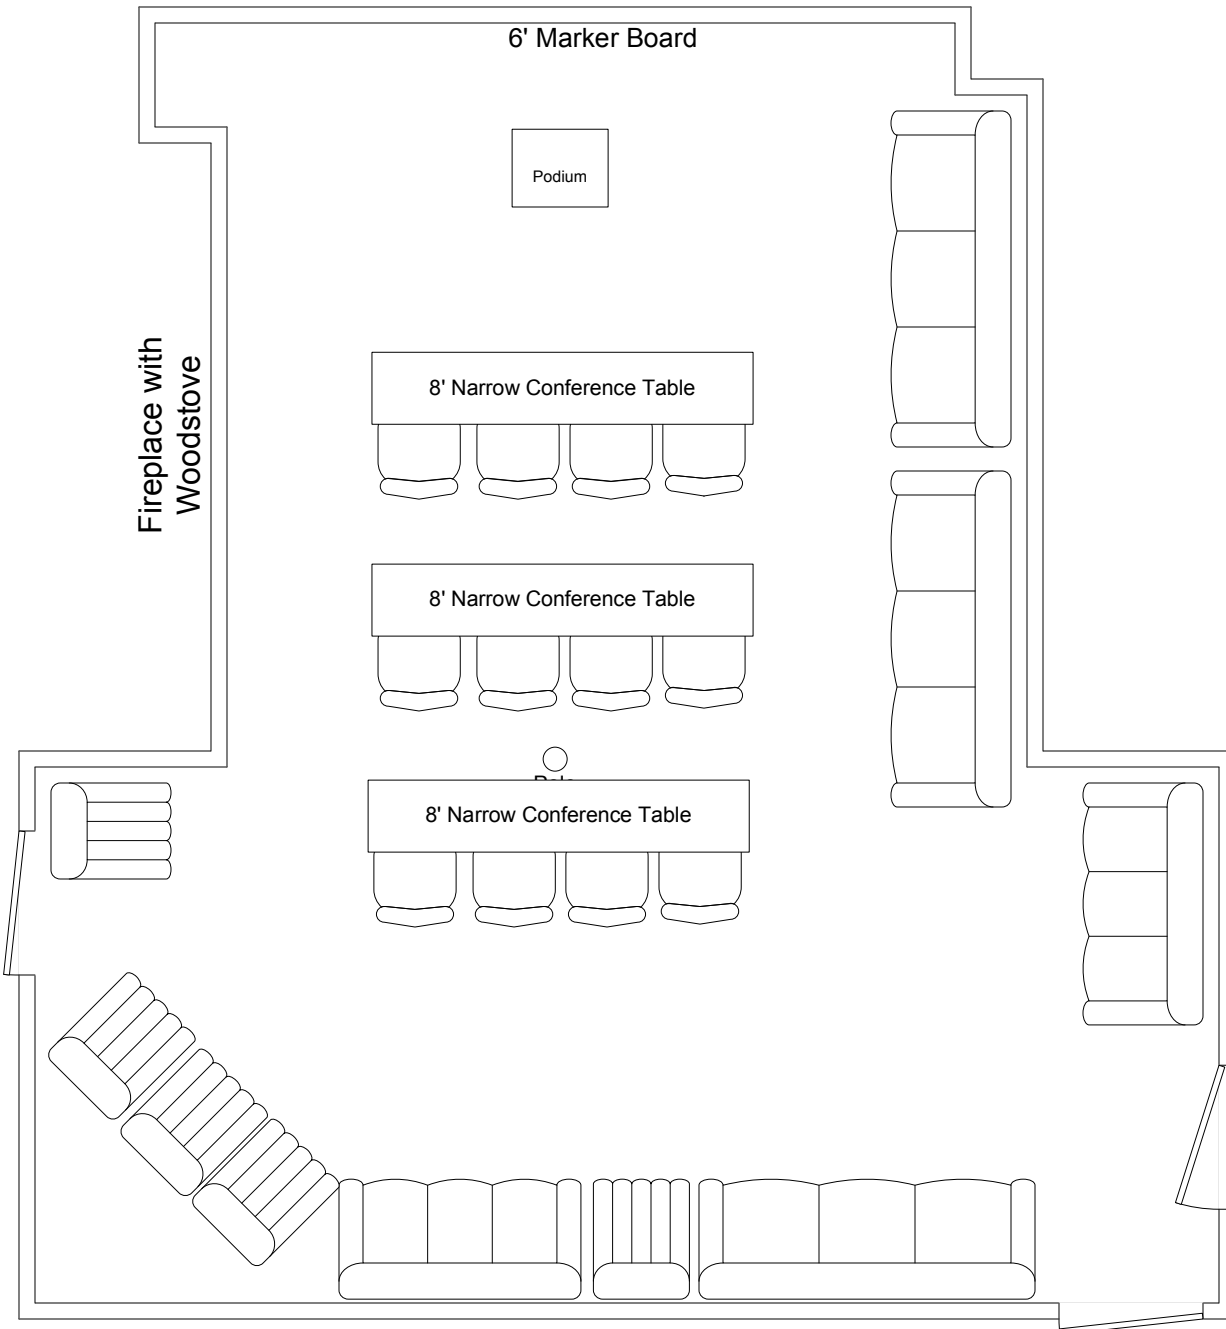 6' Marker Board
Podium
Fireplace with
Woodstove
8' Narrow Conference Table
8' Narrow Conference Table
8' Narrow Conference Table